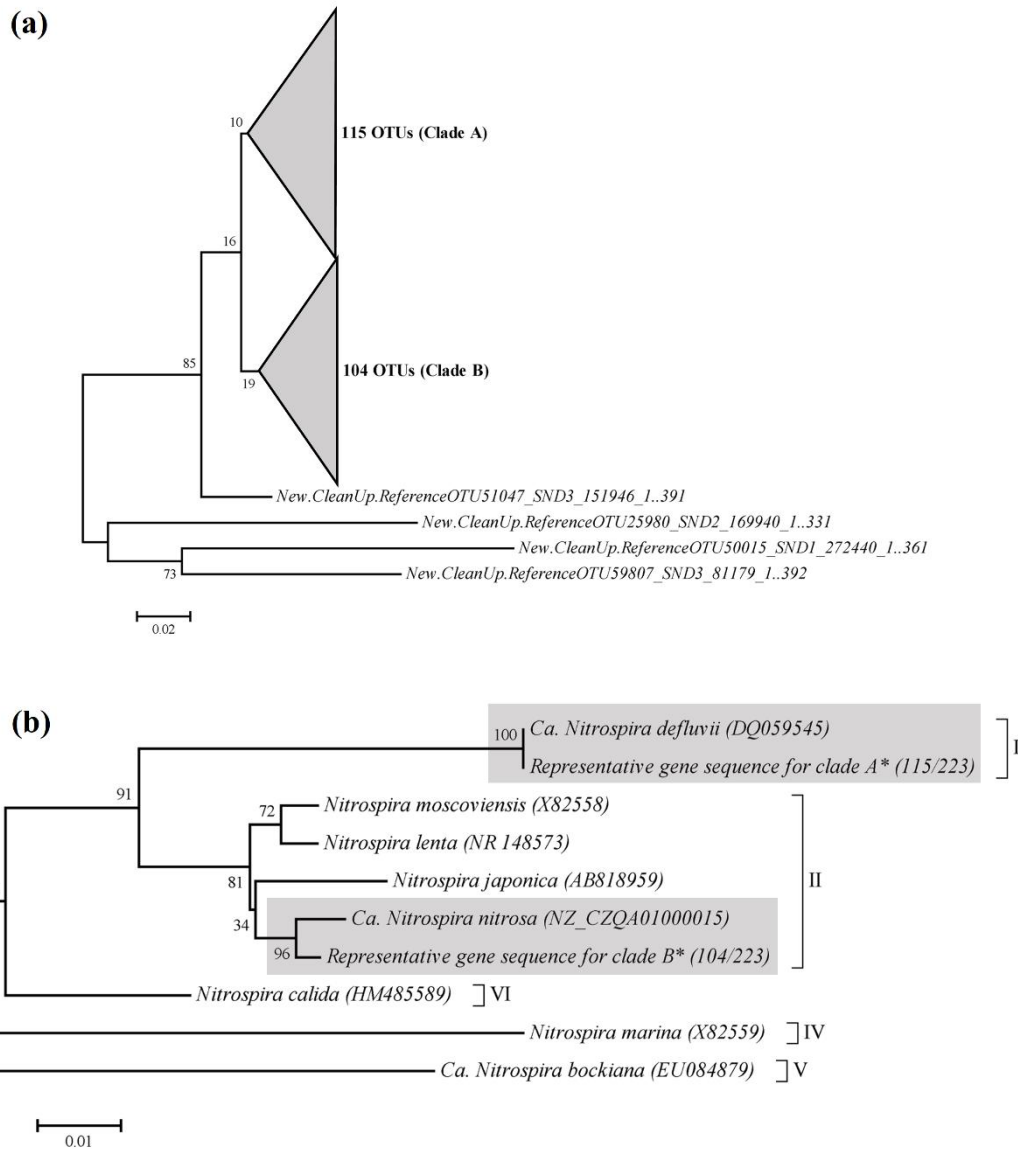 (a)
10
115 OTUs (Clade A)
16
85
104 OTUs (Clade B)
19
New.CleanUp.ReferenceOTU51047_SND3_151946_1..391
New.CleanUp.ReferenceOTU25980_SND2_169940_1..331
New.CleanUp.ReferenceOTU50015_SND1_272440_1..361
73
New.CleanUp.ReferenceOTU59807_SND3_81179_1..392
0.02
(b)
100
Ca. Nitrospira defluvii (DQ059545)
I
Representative gene sequence for clade A* (115/223)
91
72
Nitrospira moscoviensis (X82558)
Nitrospira lenta (NR 148573)
81
Nitrospira japonica (AB818959)
II
34
Ca. Nitrospira nitrosa (NZ_CZQA01000015)
96
Representative gene sequence for clade B* (104/223)
Nitrospira calida (HM485589)
VI
Nitrospira marina (X82559)
IV
Ca. Nitrospira bockiana (EU084879)
V
0.01